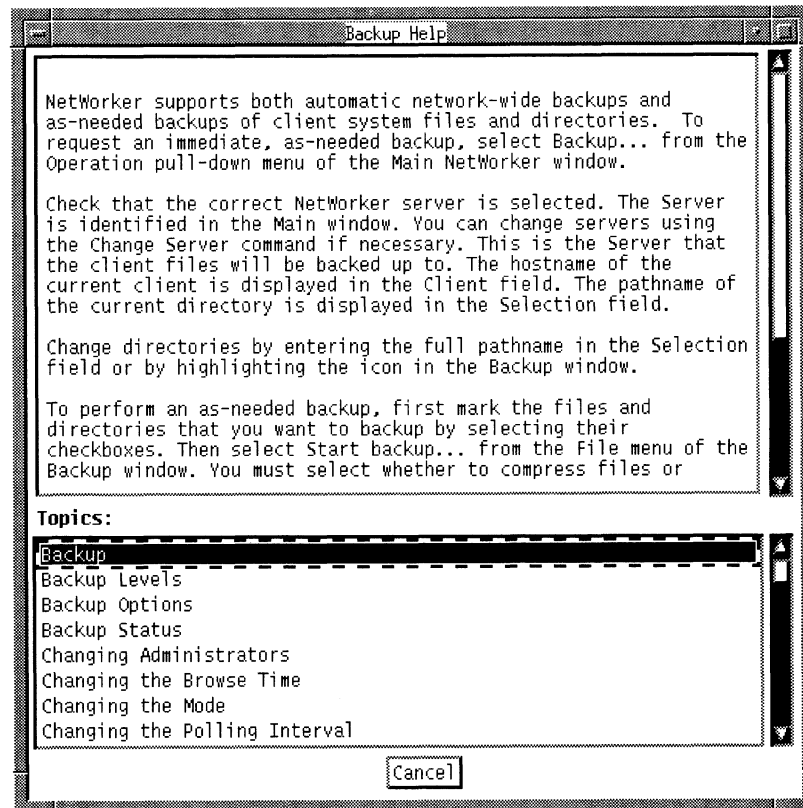 Backup Help
NetWorker supports both automatic network-wide backups and
as-needed backups of client system files and directories.  To
request an immediate, as-needed backup, select Backup... from the
Operation pull-down menu of the Main NetWorker window.
Check that the correct NetWorker server is selected. The Server
is identified in the Main window. You can change servers using
the Change Server command if necessary. This is the Server that
the client files will be backed up to. The hostname of the
current client is displayed in the Client field. The pathname of
the current directory is displayed in the Selection field.
Change directories by entering the full pathname in the Selection
field or by highlighting the icon in the Backup window.
To perform an as-needed backup, first mark the files and
directories that you want to backup by selecting their
checkboxes. Then select Start backup... from the File menu of the
Backup window. You must select whether to compress files or
Topics:
Backup
Backup Levels
Backup Options
Backup Status
Changing Administrators
Changing the Browse Time
Changing the Mode
Changing the Polling Interval
Cancel